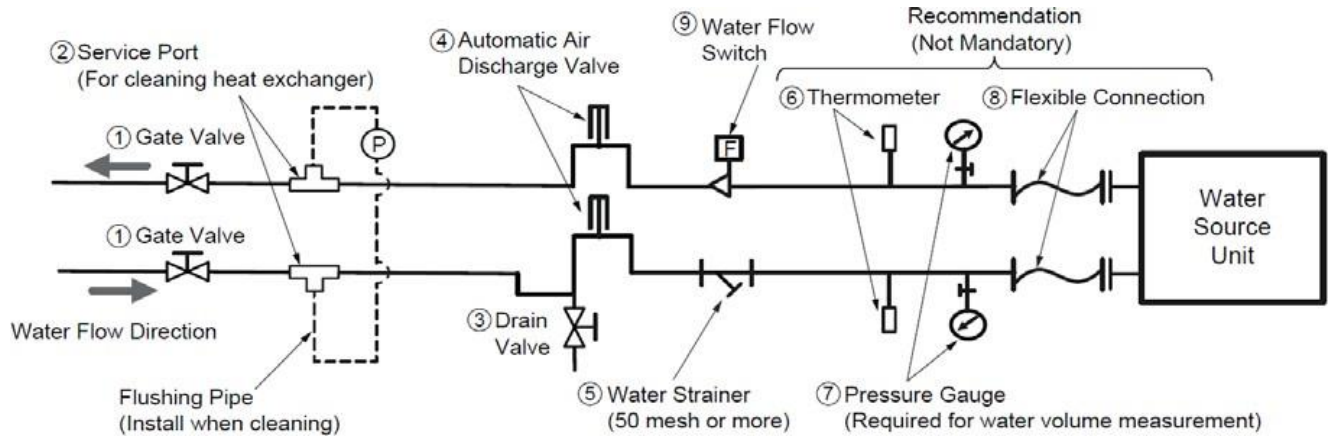 Recommendation
(Not Mandatory)
⑨ Water Flow
Switch
④ Automatic Air
Discharge Valve
② Service Port
(For cleaning heat exchanger)
⑥ Thermometer
⑧ Flexible Connection
① Gate Valve
P
F
Water
Source
Unit
① Gate Valve
Water Flow Direction
③ Drain
Valve
Flushing Pipe
(Install when cleaning)
⑤ Water Strainer
(50 mesh or more)
⑦ Pressure Gauge
(Required for water volume measurement)